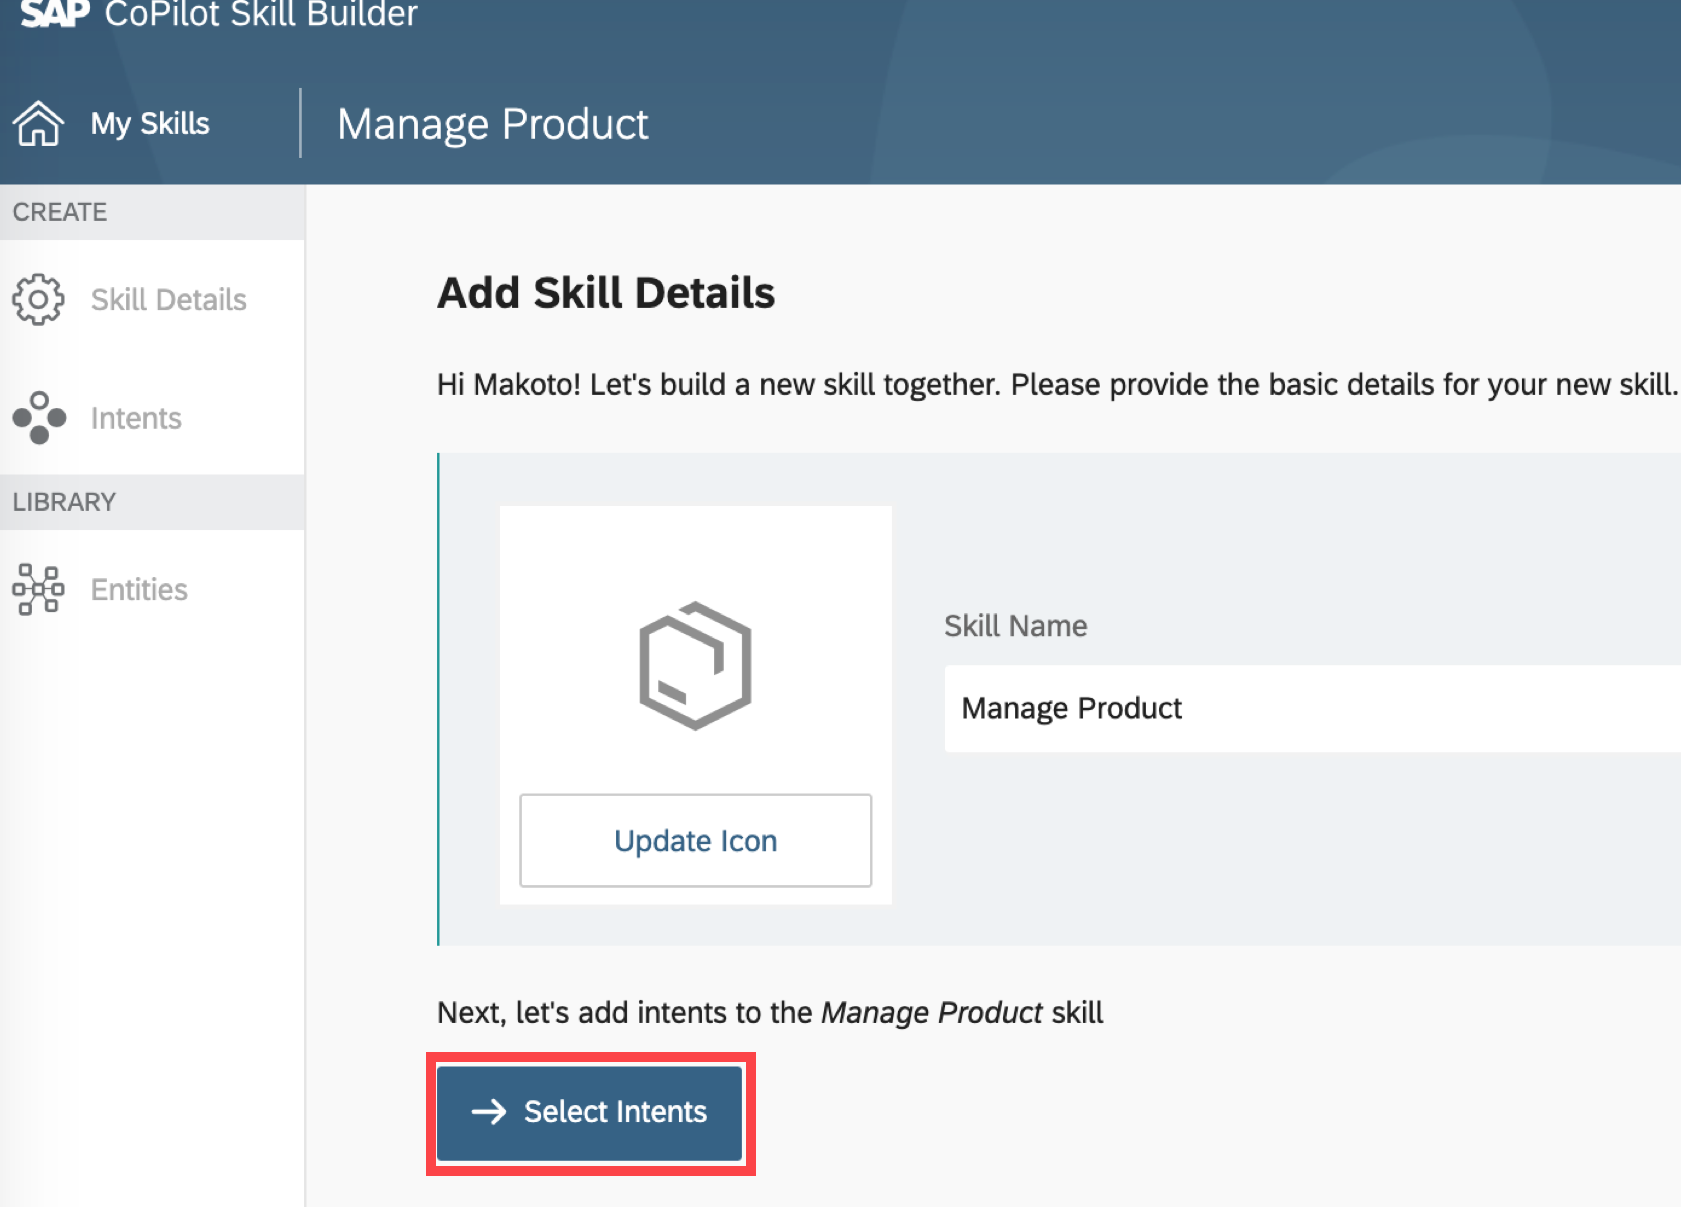 SAP CoPilot Skill Builder
My Skills
Manage Product
CREATE
Skill Details
Intents
LIBRARY
Entities
Add Skill Details
Hi Makoto! Let's build a new skill together. Please provide the basic details for your new skill.
Update Icon
Skill Name
Manage Product
Next, let's add intents to the Manage Product skill
→ Select Intents